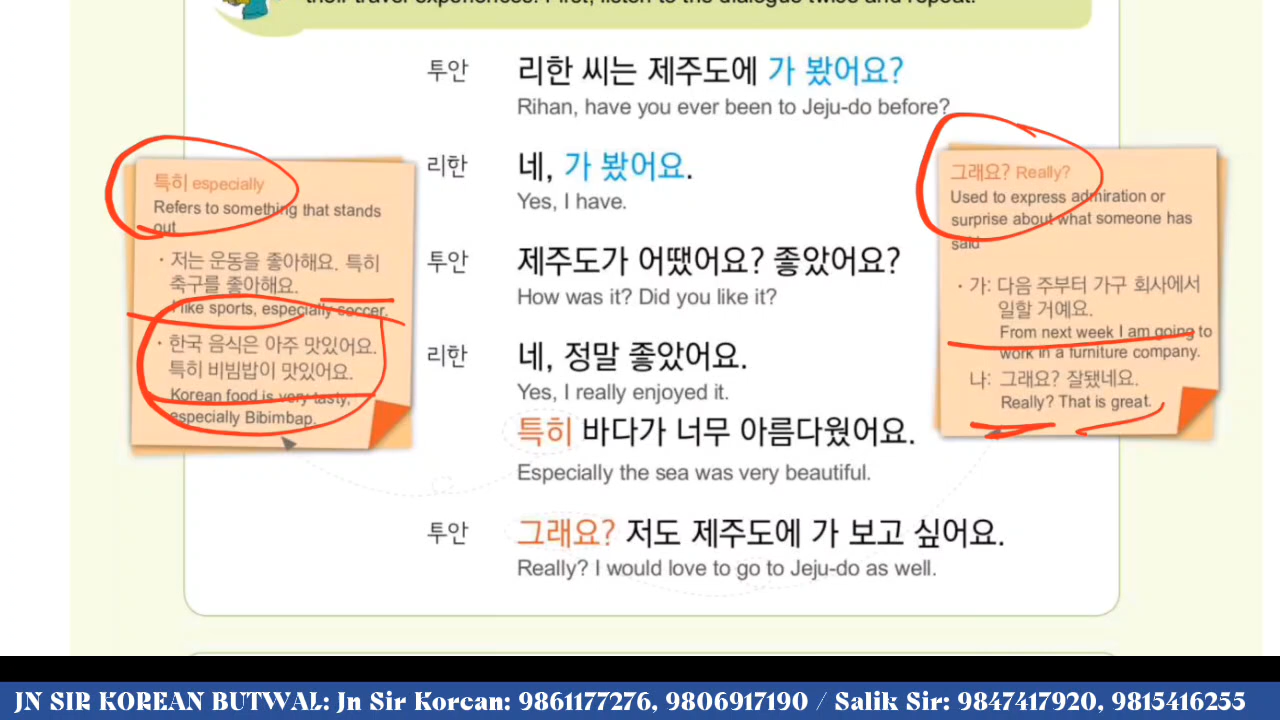 their travel experiences. First, listen to the dialogue twice and repeat.
투안 리한 씨는 제주도에 가 봤어요?
Rihan, have you ever been to Jeju-do before?
리한 네, 가 봤어요.
Yes, I have.
투안 제주도가 어땠어요? 좋았어요?
How was it? Did you like it?
리한 네, 정말 좋았어요.
Yes, I really enjoyed it.
특히 바다가 너무 아름다웠어요.
Especially the sea was very beautiful.
투안 그래요? 저도 제주도에 가 보고 싶어요.
Really? I would love to go to Jeju-do as well.
특히 especially
Refers to something that stands
out
· 저는 운동을 좋아해요. 특히
축구를 좋아해요.
I like sports, especially soccer.
· 한국 음식은 아주 맛있어요.
특히 비빔밥이 맛있어요.
Korean food is very tasty,
especially Bibimbap.
그래요? Really?
Used to express admiration or
surprise about what someone has
said
· 가: 다음 주부터 가구 회사에서
일할 거예요.
From next week I am going to
work in a furniture company.
나: 그래요? 잘됐네요.
Really? That is great.
JN SIR KOREAN BUTWAL: Jn Sir Korcan: 9861177276, 9806917190 / Salik Sir: 9847417920, 9815416255